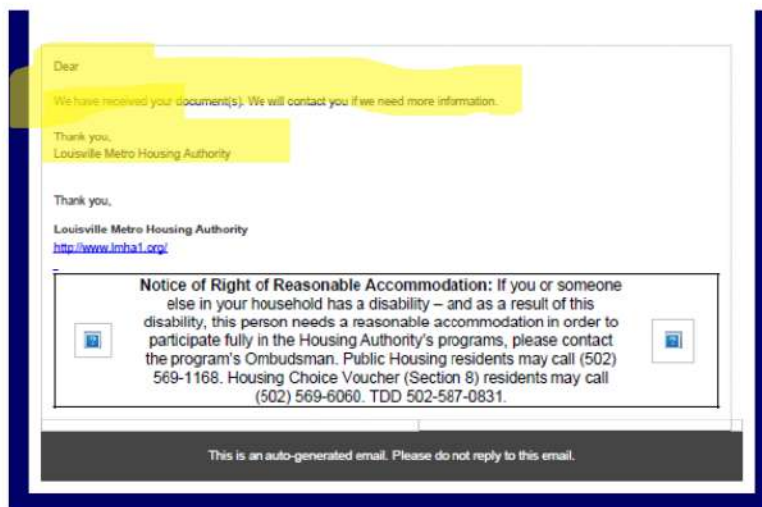 Dear
We have received your document(s). We will contact you if we need more information.
Thank you,
Louisville Metro Housing Authority
Thank you,
Louisville Metro Housing Authority
http://www.lmha1.org/
Notice of Right of Reasonable Accommodation: If you or someone
else in your household has a disability – and as a result of this
disability, this person needs a reasonable accommodation in order to
participate fully in the Housing Authority's programs, please contact
the program's Ombudsman. Public Housing residents may call (502)
569-1168. Housing Choice Voucher (Section 8) residents may call
(502) 569-6060. TDD 502-587-0831.
This is an auto-generated email. Please do not reply to this email.